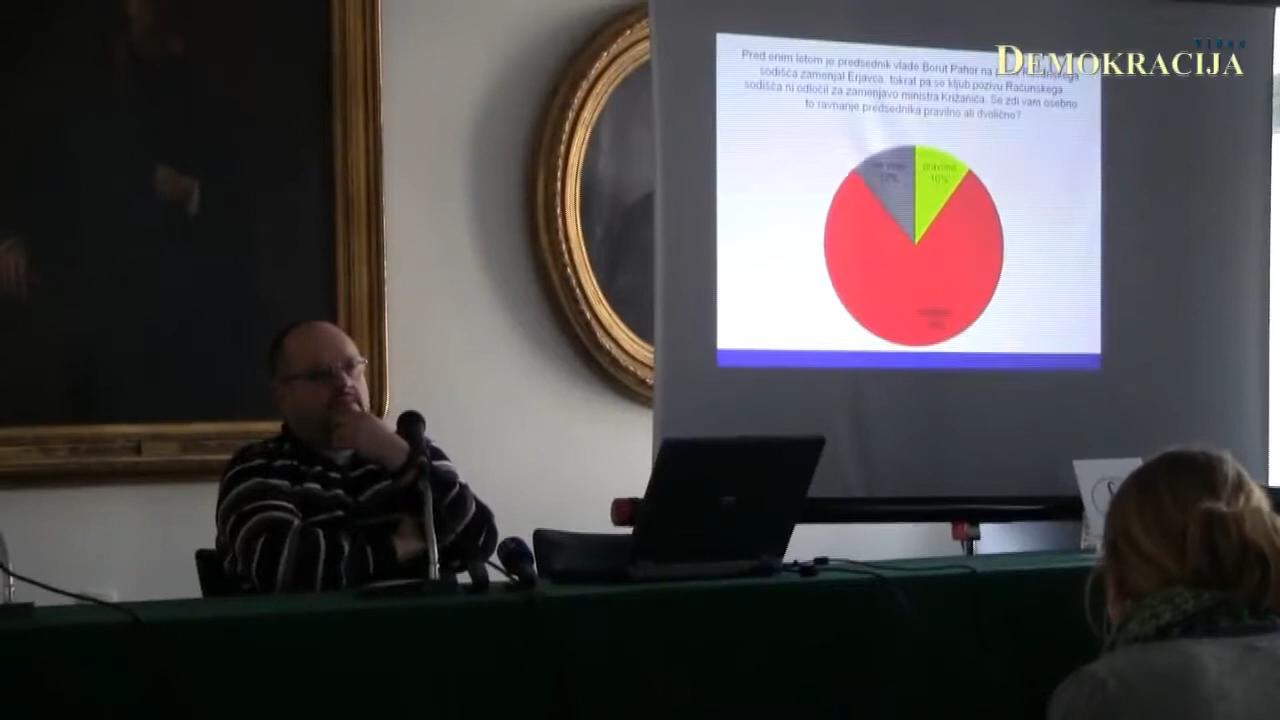 VIDEO
DEMOKRACIJA
Pred enim letom je predsednik vlade Borut Pahor na
sodišča zamenjal Erjavca, tokrat pa se kljub pozivu Računskega
sodišča ni odločil za zamenjavo ministra Križaniča. Se zdi vam osebno
to ravnanje predsednika pravilno ali dvolično?
pravilno
10%
12%